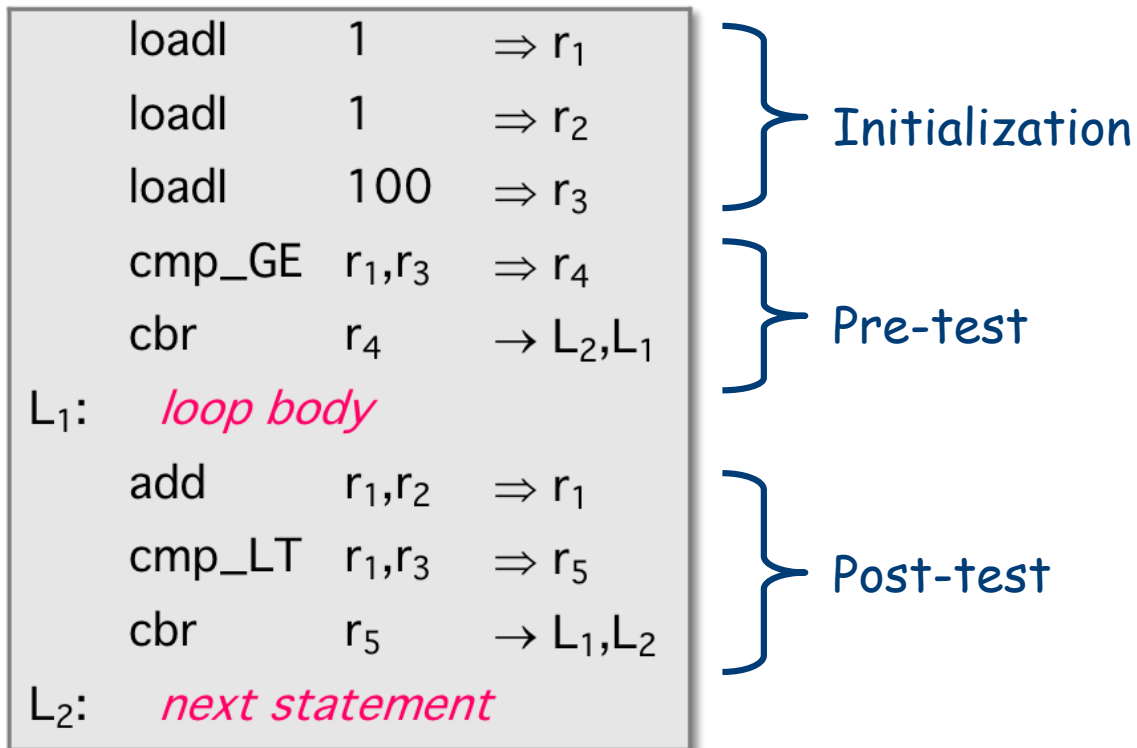 loadI 1 ⇒ r₁
loadI 1 ⇒ r₂
loadI 100 ⇒ r₃
Initialization
cmp_GE r₁,r₃ ⇒ r₄
cbr r₄ → L₂,L₁
Pre-test
L₁: loop body
add r₁,r₂ ⇒ r₁
cmp_LT r₁,r₃ ⇒ r₅
cbr r₅ → L₁,L₂
Post-test
L₂: next statement